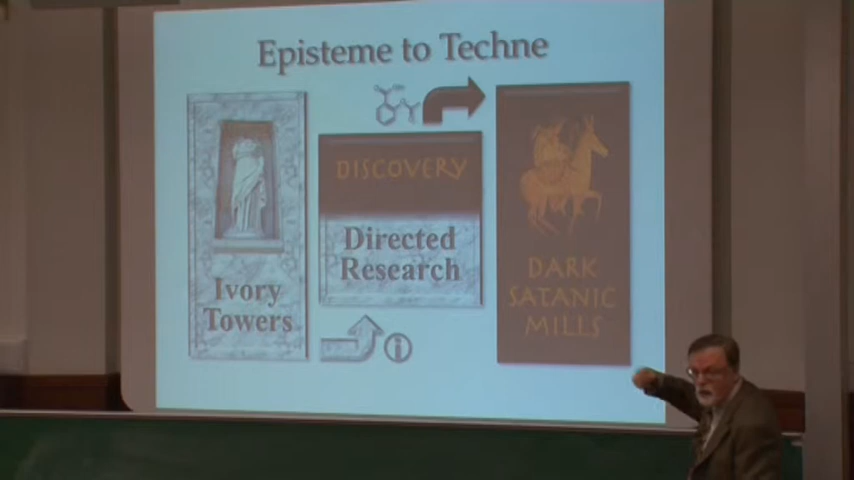 Episteme to Techne
Ivory
Towers
DISCOVERY
Directed
Research
DARK
SATANIC
MILLS